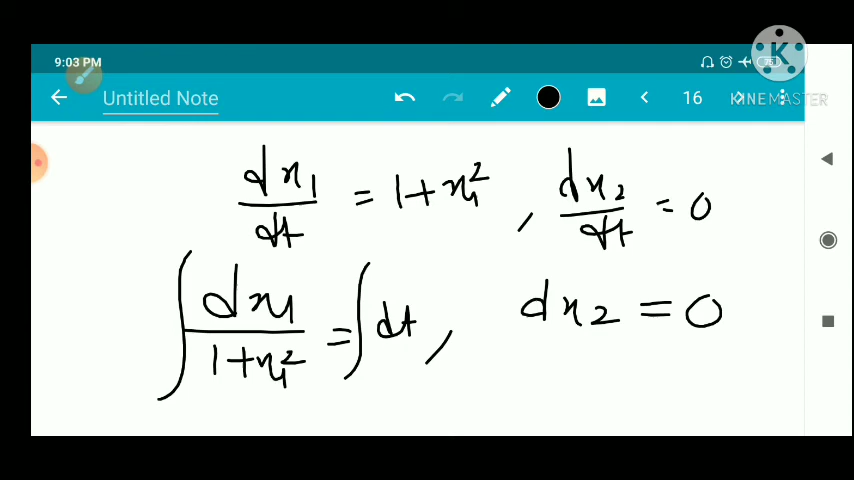 9:03 PM
K
KINEMASTER
Untitled Note
16
dx₁/dt = 1+x₁² , dx₂/dt = 0
∫ dx₁/(1+x₁²) = ∫ dt , dx₂ = 0